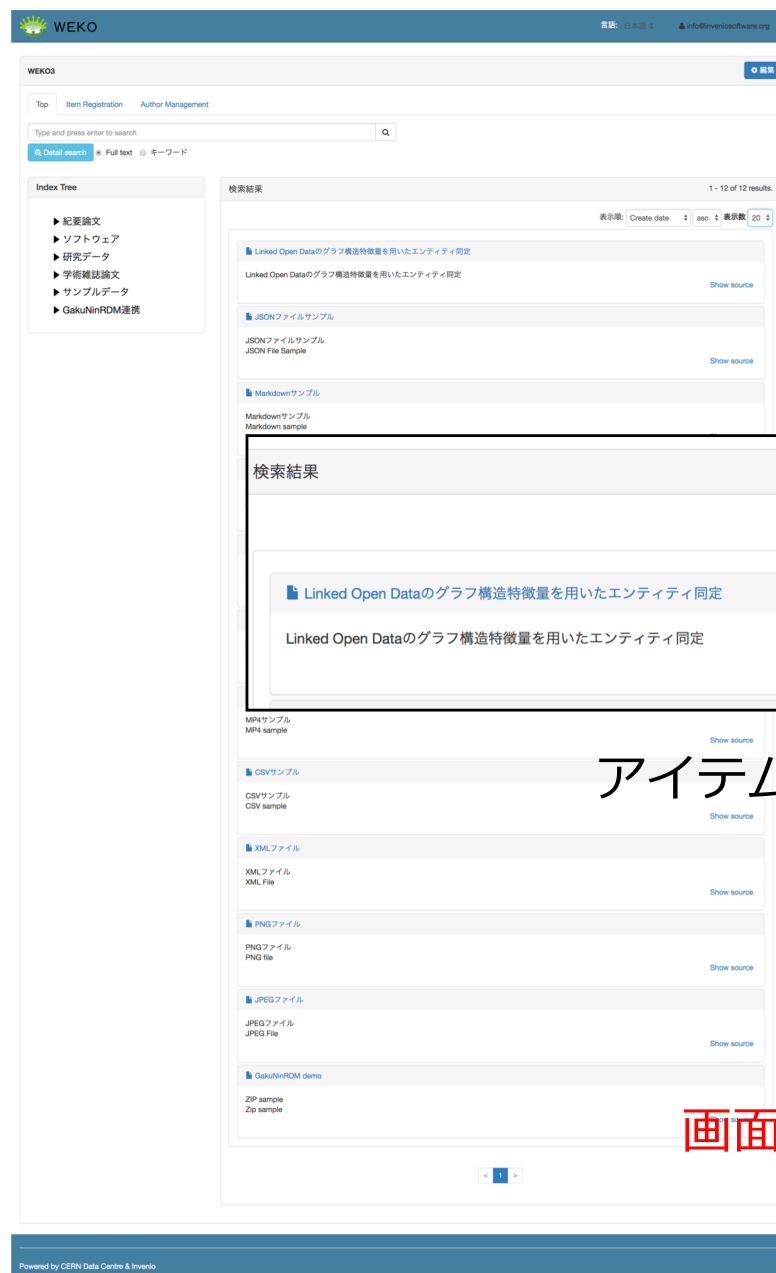 WEKO
言語: 日本語
info@inveniosoftware.org
WEKO3
編集
Top Item Registration Author Management
Type and press enter to search
Detail search Full text キーワード
Index Tree
▶紀要論文
▶ソフトウェア
▶研究データ
▶学術雑誌論文
▶サンプルデータ
▶GakuNinRDM連携
検索結果
1 - 12 of 12 results.
表示順: Create date asc 表示数 20
Linked Open Dataのグラフ構造特徴量を用いたエンティティ同定
Linked Open Dataのグラフ構造特徴量を用いたエンティティ同定
Show source
JSONファイルサンプル
JSONファイルサンプル
JSON File Sample
Show source
Markdownサンプル
Markdownサンプル
Markdown sample
検索結果
Linked Open Dataのグラフ構造特徴量を用いたエンティティ同定
Linked Open Dataのグラフ構造特徴量を用いたエンティティ同定
MP4サンプル
MP4 sample
Show source
アイテム
CSVサンプル
CSVサンプル
CSV sample
Show source
XMLファイル
XMLファイル
XML File
Show source
PNGファイル
PNGファイル
PNG file
Show source
JPEGファイル
JPEGファイル
JPEG File
Show source
GakuNinRDM demo
ZIP sample
Zip sample
画面
< 1 >
Powered by CERN Data Centre & Invenio